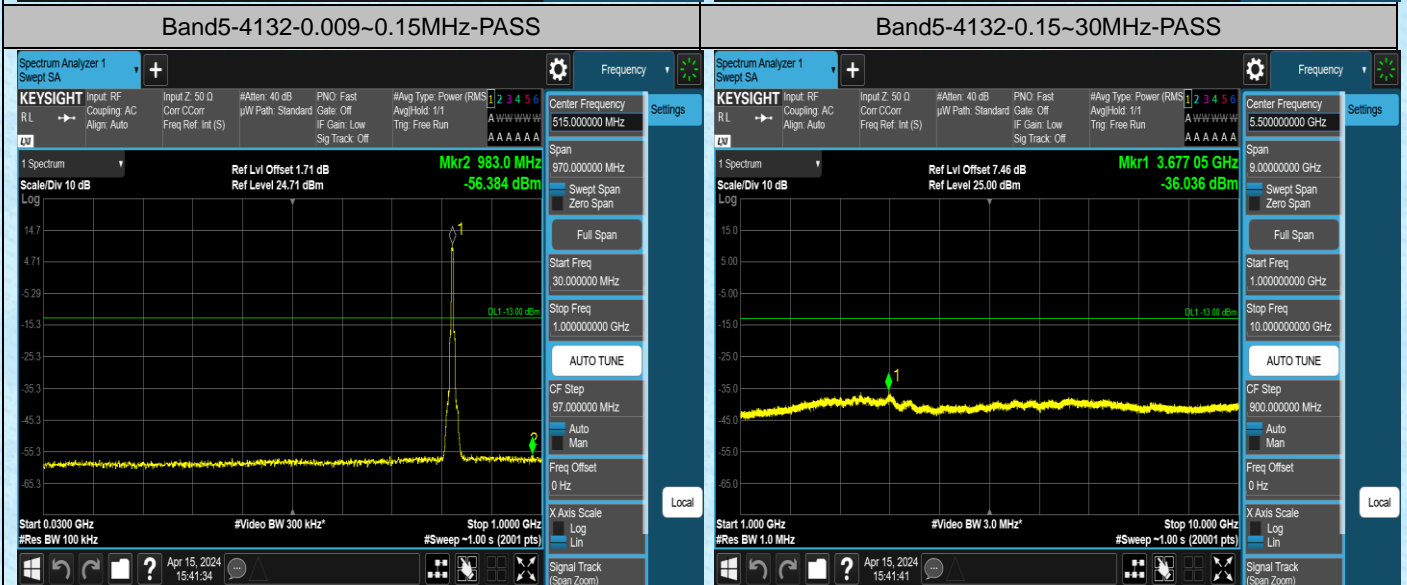 Band5-4132-0.009~0.15MHz-PASS
Band5-4132-0.15~30MHz-PASS
Spectrum Analyzer 1
Swept SA
+
Frequency
KEYSIGHT
RL
LXI
Input: RF
Coupling: AC
Align: Auto
Input Z: 50 Ω
Corr CCorr
Freq Ref: Int (S)
#Atten: 40 dB
µW Path: Standard
PNO: Fast
Gate: Off
IF Gain: Low
Sig Track: Off
#Avg Type: Power (RMS
Avg|Hold: 1/1
Trig: Free Run
1 2 3 4 5 6
A W W W W W
A A A A A A
1 Spectrum
Scale/Div 10 dB
Log
Ref Lvl Offset 1.71 dB
Ref Level 24.71 dBm
Mkr2 983.0 MHz
-56.384 dBm
14.7
4.71
-5.29
-15.3
-25.3
-35.3
-45.3
-55.3
-65.3
1
2
DL1 -13.00 dBm
Start 0.0300 GHz
#Res BW 100 kHz
#Video BW 300 kHz*
Stop 1.0000 GHz
#Sweep ~1.00 s (2001 pts)
Center Frequency
515.000000 MHz
Span
970.000000 MHz
Swept Span
Zero Span
Full Span
Start Freq
30.000000 MHz
Stop Freq
1.000000000 GHz
AUTO TUNE
CF Step
97.000000 MHz
Auto
Man
Freq Offset
0 Hz
X Axis Scale
Log
Lin
Signal Track
(Span Zoom)
Settings
Local
?
Apr 15, 2024
15:41:34
Spectrum Analyzer 1
Swept SA
+
Frequency
KEYSIGHT
RL
LXI
Input: RF
Coupling: AC
Align: Auto
Input Z: 50 Ω
Corr CCorr
Freq Ref: Int (S)
#Atten: 40 dB
µW Path: Standard
PNO: Fast
Gate: Off
IF Gain: Low
Sig Track: Off
#Avg Type: Power (RMS
Avg|Hold: 1/1
Trig: Free Run
1 2 3 4 5 6
A W W W W W
A A A A A A
1 Spectrum
Scale/Div 10 dB
Log
Ref Lvl Offset 7.46 dB
Ref Level 25.00 dBm
Mkr1 3.677 05 GHz
-36.036 dBm
15.0
5.00
-5.00
-15.0
-25.0
-35.0
-45.0
-55.0
-65.0
1
DL1 -13.00 dBm
Start 1.000 GHz
#Res BW 1.0 MHz
#Video BW 3.0 MHz*
Stop 10.000 GHz
#Sweep ~1.00 s (20001 pts)
Center Frequency
5.500000000 GHz
Span
9.00000000 GHz
Swept Span
Zero Span
Full Span
Start Freq
1.000000000 GHz
Stop Freq
10.000000000 GHz
AUTO TUNE
CF Step
900.000000 MHz
Auto
Man
Freq Offset
0 Hz
X Axis Scale
Log
Lin
Signal Track
(Span Zoom)
Settings
Local
?
Apr 15, 2024
15:41:41